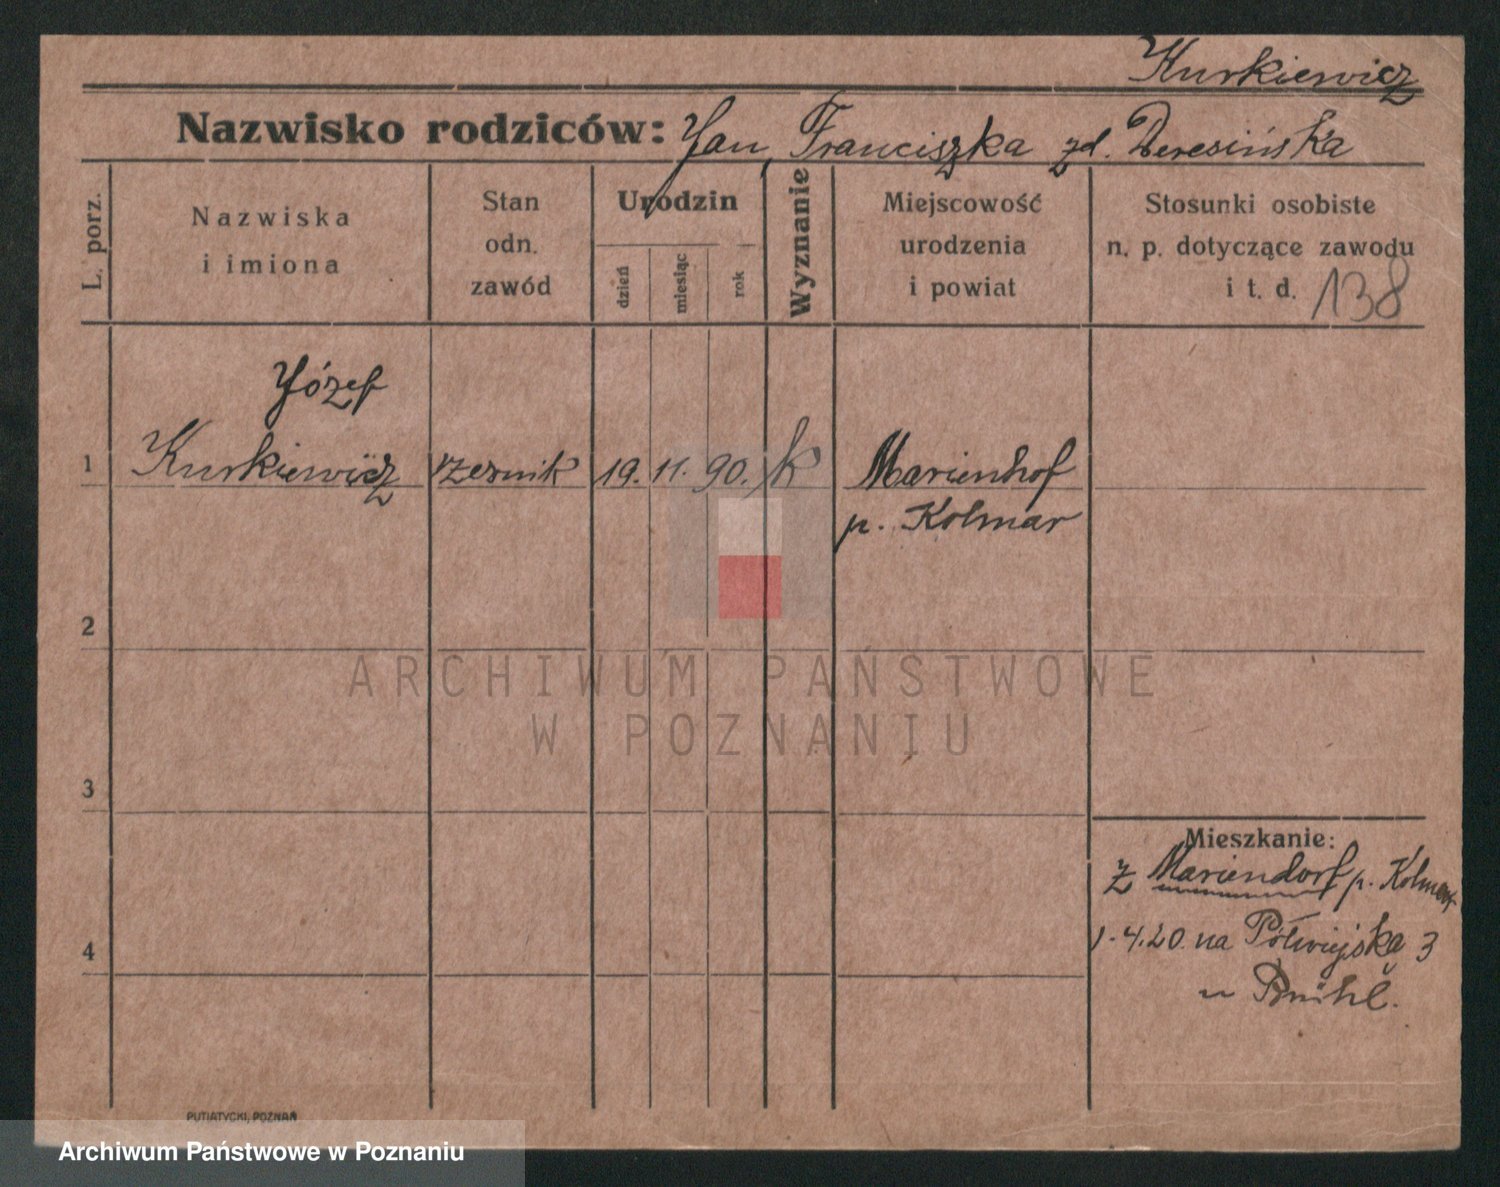 Kurkiewicz
Nazwisko rodziców: Jan, Franciszka zd. Deresińska
L. porz.
Nazwiska
i imiona
Stan
odn.
zawód
Urodzin
dzień
miesiąc
rok
Wyznanie
Miejscowość
urodzenia
i powiat
Stosunki osobiste
n. p. dotyczące zawodu
i t. d. 138
Józef
1 Kurkiewicz rzeźnik 19. 11. 90. k Marienhof
p. Kolmar
2
3
4
Mieszkanie:
z Mariendorf p. Kolmar
1.4.20. na Półwiejską 3
u
ARCHIWUM PAŃSTWOWE
W POZNANIU
PUTIATYCKI, POZNAŃ
Archiwum Państwowe w Poznaniu